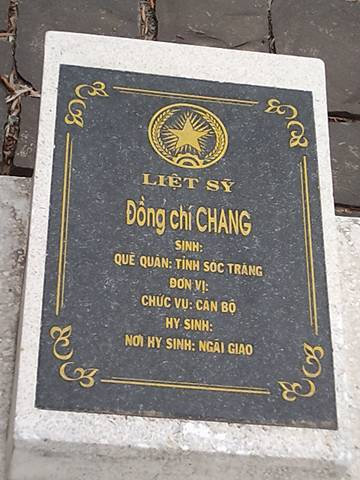 LIỆT SỸ
Đồng chí CHANG
SINH:
QUÊ QUÁN: TỈNH SÓC TRĂNG
ĐƠN VỊ:
CHỨC VỤ: CÁN BỘ
HY SINH:
NƠI HY SINH: NGÃI GIAO